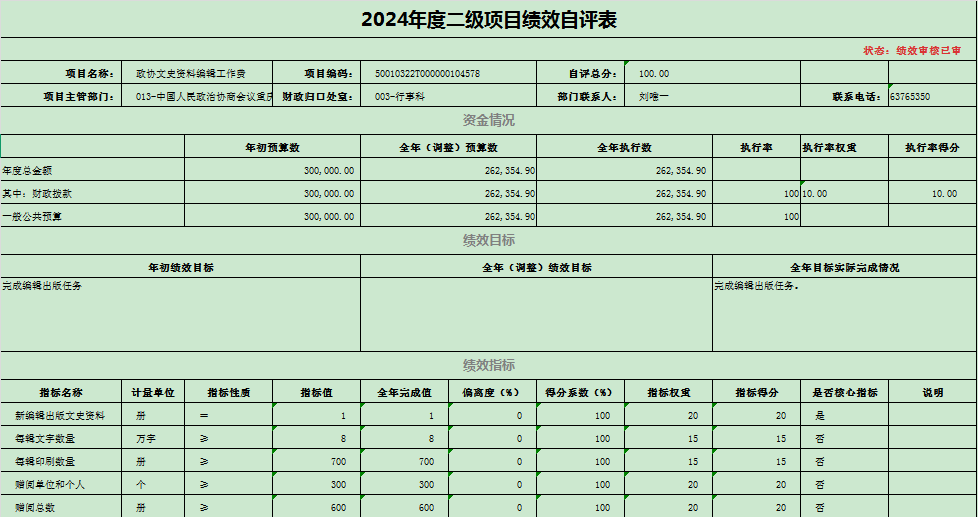 2024年度二级项目绩效自评表
状态：绩效审核已审
项目名称： 政协文史资料编辑工作费 项目编码： 50010322T000000104578 自评总分： 100.00
项目主管部门： 013-中国人民政治协商会议重庆 财政归口处室： 003-行事科 部门联系人： 刘唯一 联系电话： 63765350
资金情况
年初预算数 全年（调整）预算数 全年执行数 执行率 执行率权重 执行率得分
年度总金额 300,000.00 262,354.90 262,354.90
其中：财政拨款 300,000.00 262,354.90 262,354.90 100 10.00 10.00
一般公共预算 300,000.00 262,354.90 262,354.90 100
绩效目标
年初绩效目标 全年（调整）绩效目标 全年目标实际完成情况
完成编辑出版任务 完成编辑出版任务。
绩效指标
指标名称 计量单位 指标性质 指标值 全年完成值 偏离度（%） 得分系数（%） 指标权重 指标得分 是否核心指标 说明
新编辑出版文史资料 册 ＝ 1 1 0 100 20 20 是
每辑文字数量 万字 ≥ 8 8 0 100 15 15 否
每辑印刷数量 册 ≥ 700 700 0 100 15 15 否
赠阅单位和个人 个 ≥ 300 300 0 100 20 20 否
赠阅总数 册 ≥ 600 600 0 100 20 20 否